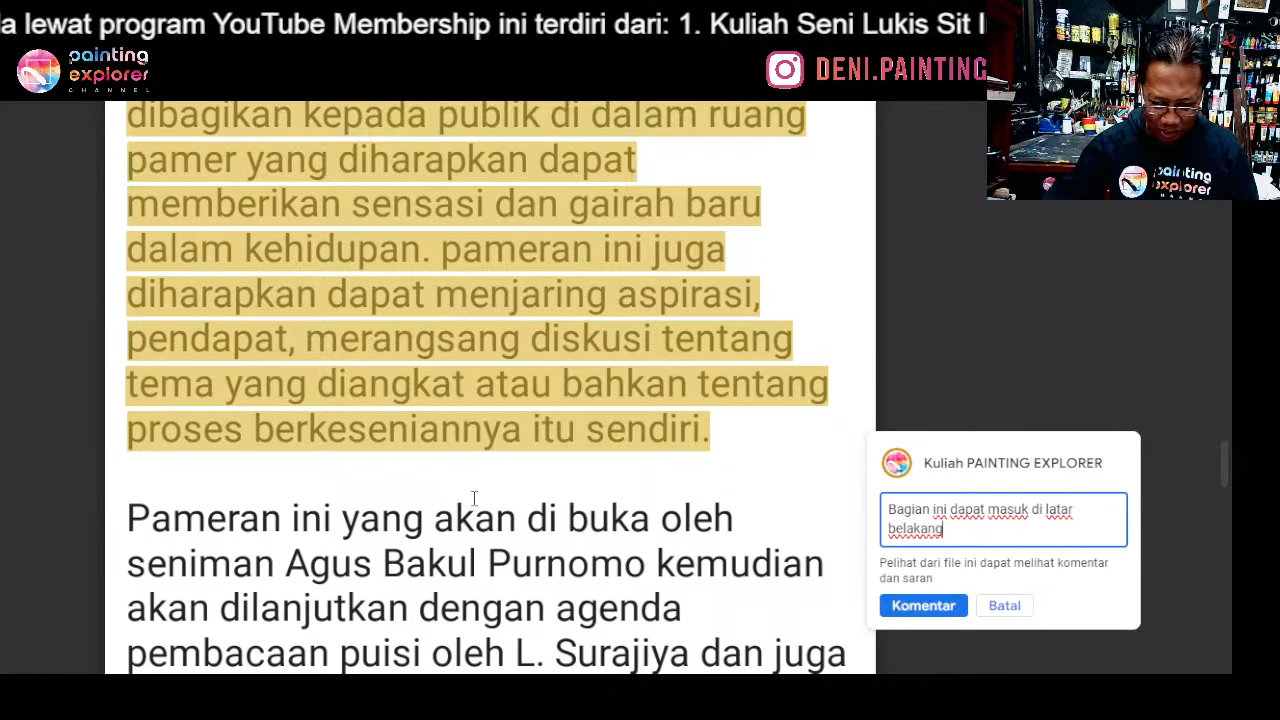 la lewat program YouTube Membership ini terdiri dari: 1. Kuliah Seni Lukis Sit
painting
explorer
CHANNEL
DENI.PAINTING
painting
explorer
dibagikan kepada publik di dalam ruang
pamer yang diharapkan dapat
memberikan sensasi dan gairah baru
dalam kehidupan. pameran ini juga
diharapkan dapat menjaring aspirasi,
pendapat, merangsang diskusi tentang
tema yang diangkat atau bahkan tentang
proses berkeseniannya itu sendiri.
Pameran ini yang akan di buka oleh
seniman Agus Bakul Purnomo kemudian
akan dilanjutkan dengan agenda
pembacaan puisi oleh L. Surajiya dan juga
Kuliah PAINTING EXPLORER
Bagian ini dapat masuk di latar
belakang
Pelihat dari file ini dapat melihat komentar
dan saran
Komentar
Batal